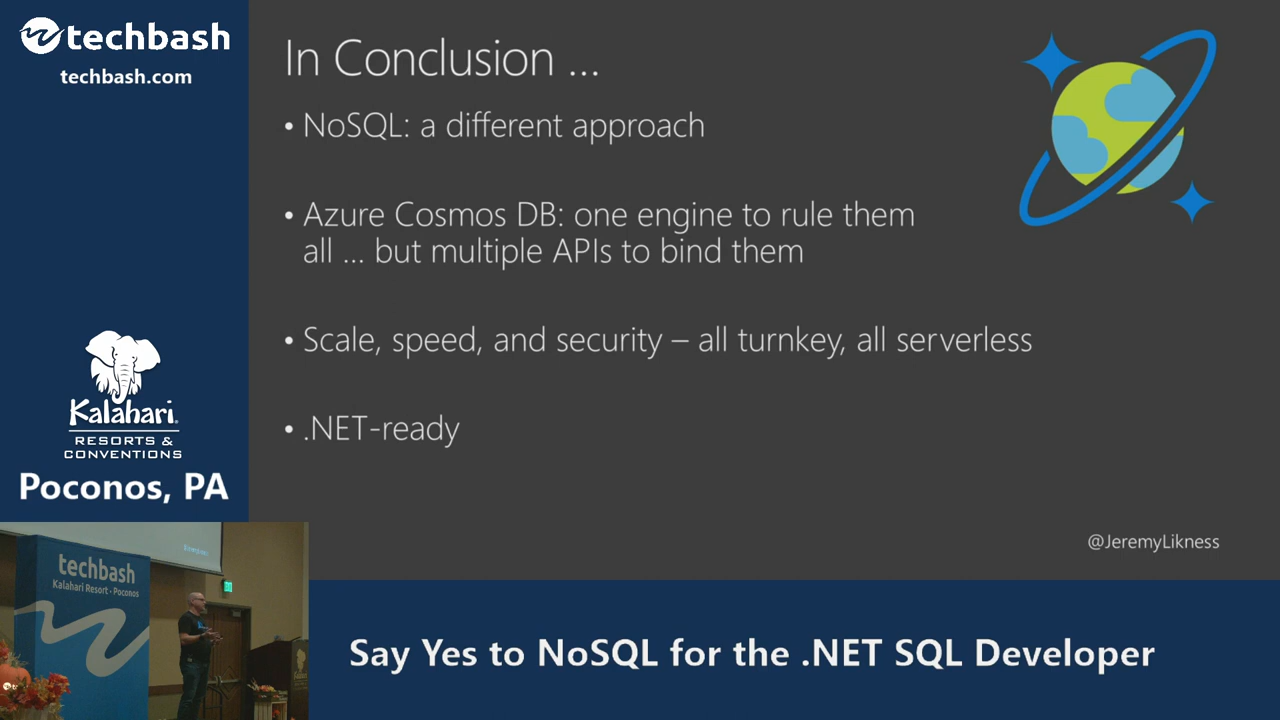 techbash
techbash.com
In Conclusion ...
• NoSQL: a different approach
• Azure Cosmos DB: one engine to rule them
all ... but multiple APIs to bind them
• Scale, speed, and security – all turnkey, all serverless
• .NET-ready
@JeremyLikness
Kalahari
RESORTS &
CONVENTIONS
Poconos, PA
techbash
Kalahari Resort - Poconos
Say Yes to NoSQL for the .NET SQL Developer